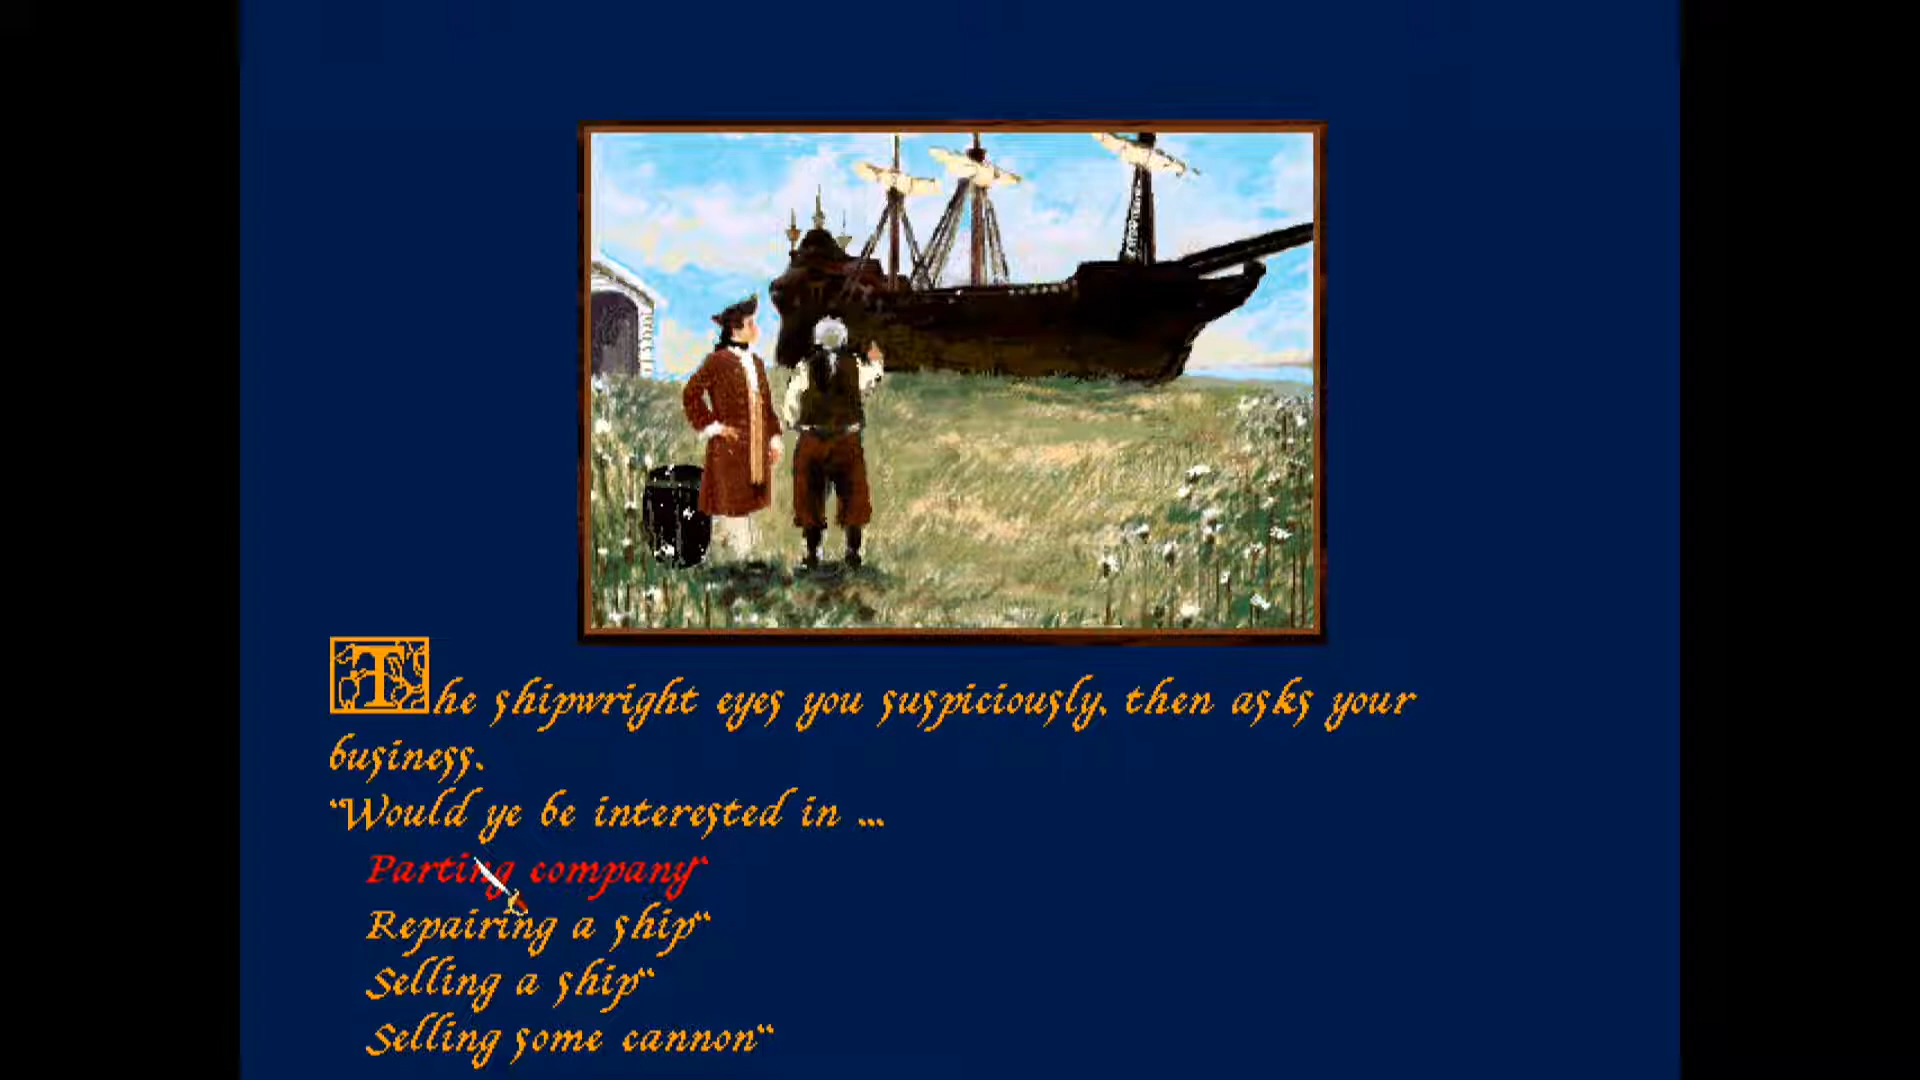 The shipwright eyes you suspiciously, then asks your
business.
"Would ye be interested in ...
Parting company"
Repairing a ship"
Selling a ship"
Selling some cannon"